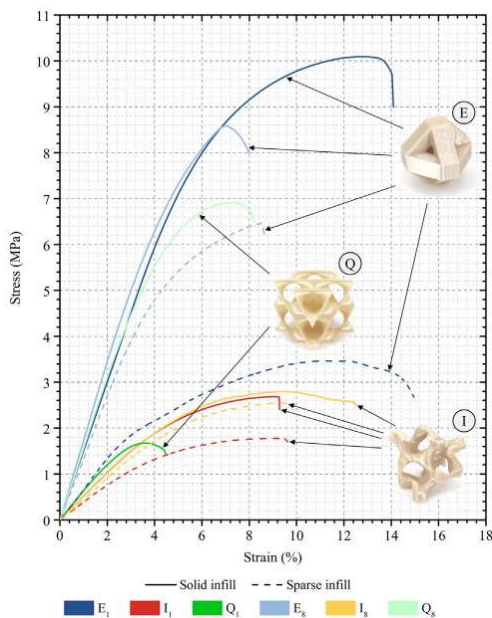 11
10
9
8
7
6
5
4
3
2
1
0
Stress (MPa)
E
Q
I
0 2 4 6 8 10 12 14 16 18
Strain (%)
Solid infill Sparse infill
E₁ I₁ Q₁ E₈ I₈ Q₈